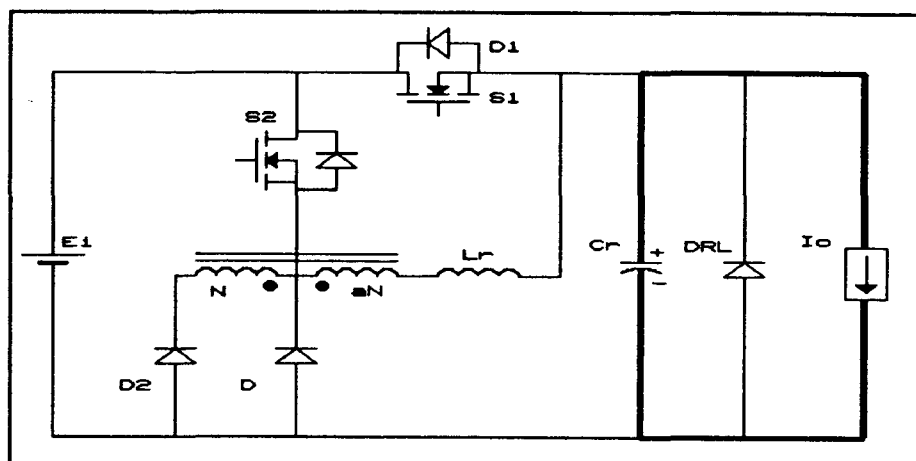 D1
S1
S2
Ei
Lr
Cr
+
-
DRL
Io
N
aN
D2
D